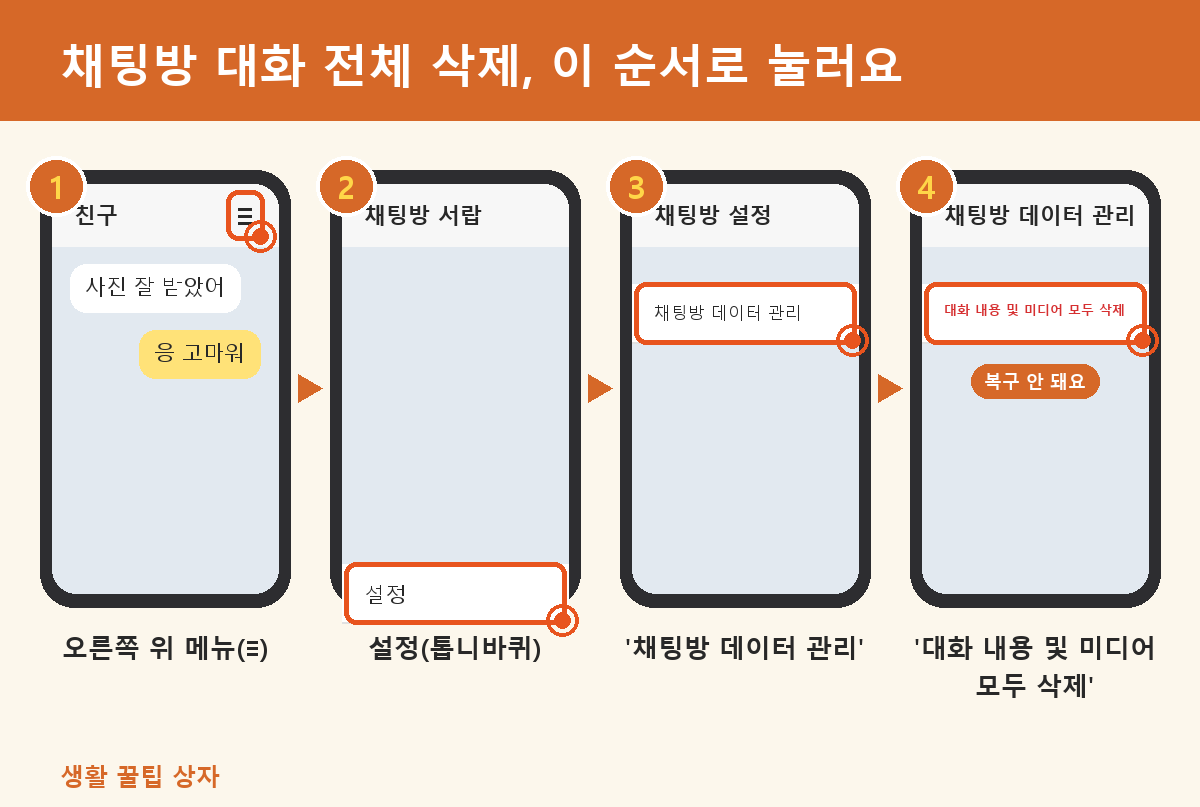 채팅방 대화 전체 삭제, 이 순서로 눌러요
1
친구
≡
사진 잘 받았어
응 고마워
오른쪽 위 메뉴(≡)
2
채팅방 서랍
설정
설정(톱니바퀴)
3
채팅방 설정
채팅방 데이터 관리
'채팅방 데이터 관리'
4
채팅방 데이터 관리
대화 내용 및 미디어 모두 삭제
복구 안 돼요
'대화 내용 및 미디어
모두 삭제'
생활 꿀팁 상자